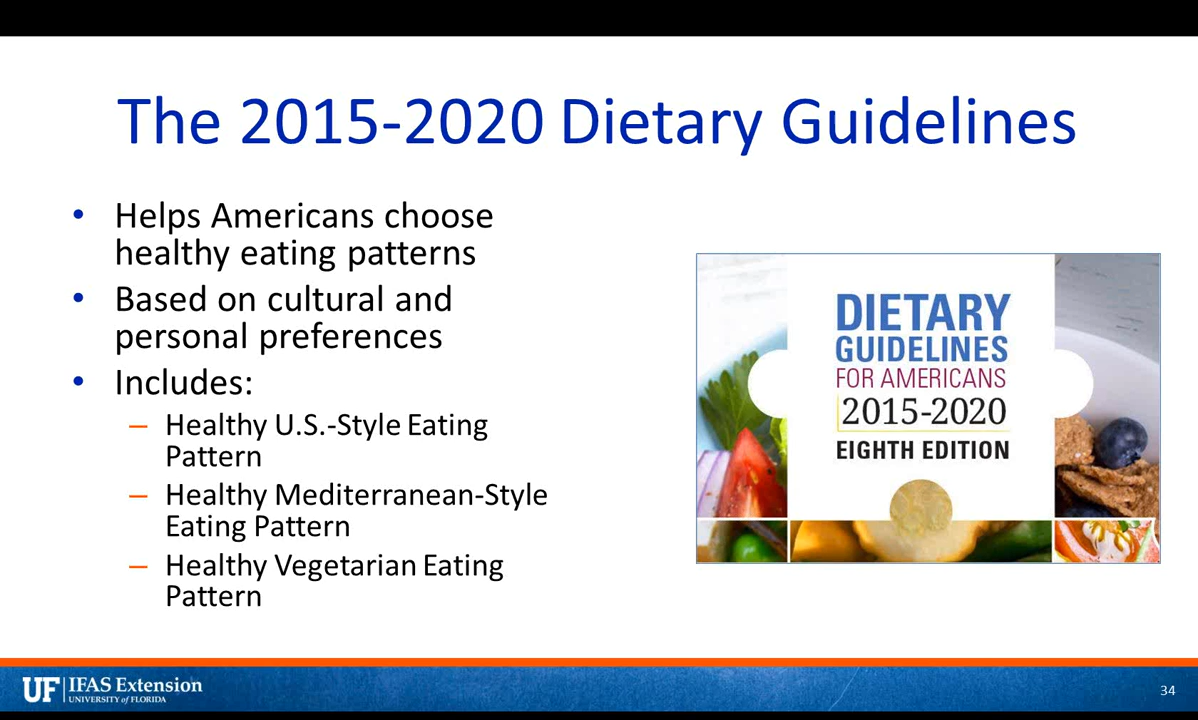 The 2015-2020 Dietary Guidelines
• Helps Americans choose
healthy eating patterns
• Based on cultural and
personal preferences
• Includes:
– Healthy U.S.-Style Eating
Pattern
– Healthy Mediterranean-Style
Eating Pattern
– Healthy Vegetarian Eating
Pattern
DIETARY
GUIDELINES
FOR AMERICANS
2015-2020
EIGHTH EDITION
UF IFAS Extension
UNIVERSITY of FLORIDA
34